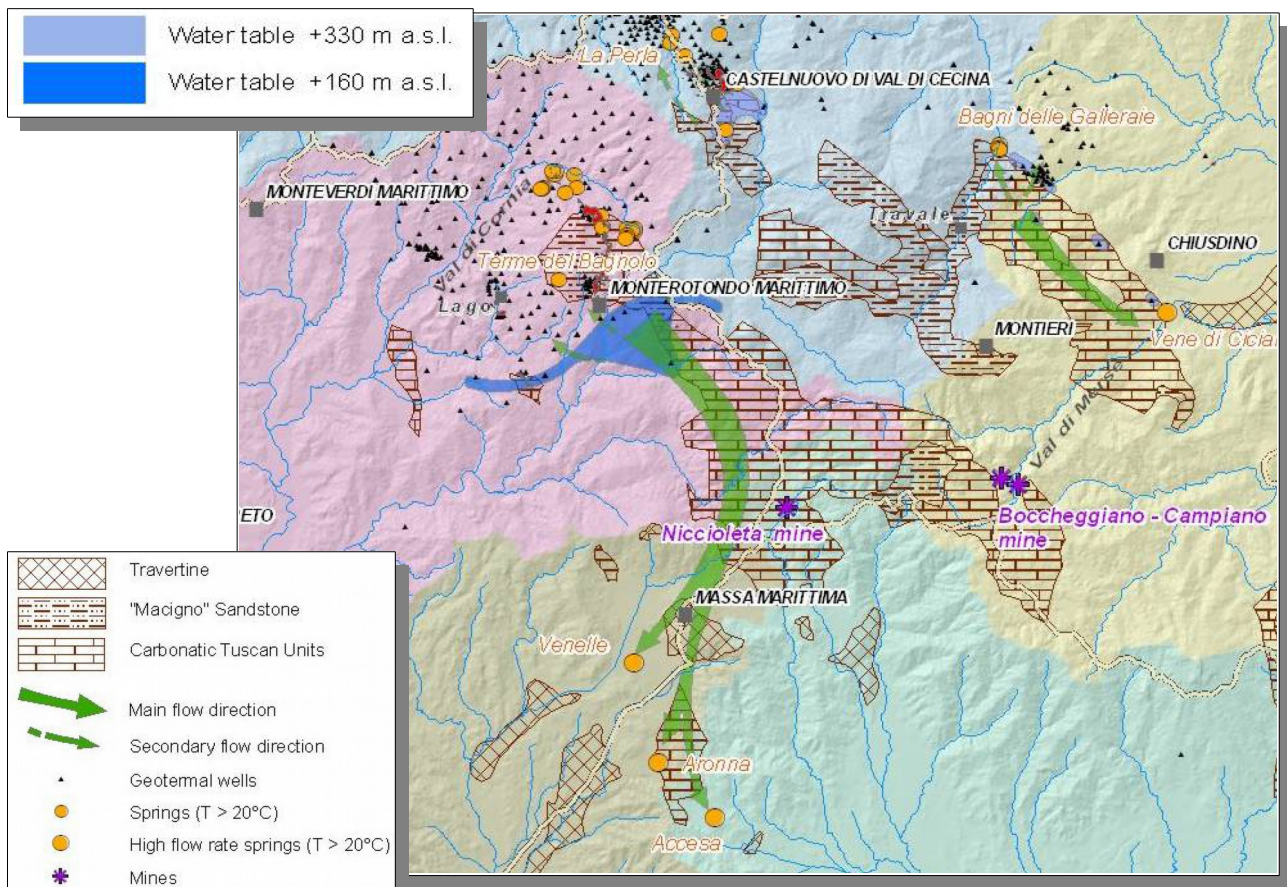 Water table +330 m a.s.l.
Water table +160 m a.s.l.
La Perla
CASTELNUOVO DI VAL DI CECINA
Bagni delle Galleraie
MONTEVERDI MARITTIMO
Val di Cornia
Travale
CHIUSDINO
Terme del Bagnolo
MONTEROTONDO MARITTIMO
Lago
MONTIERI
Vene di Ciciai
Val di Merse
ETO
Niccioleta mine
Boccheggiano - Campiano
mine
MASSA MARITTIMA
Venelle
Aronna
Accesa
Travertine
"Macigno" Sandstone
Carbonatic Tuscan Units
Main flow direction
Secondary flow direction
Geotermal wells
Springs (T > 20°C)
High flow rate springs (T > 20°C)
Mines